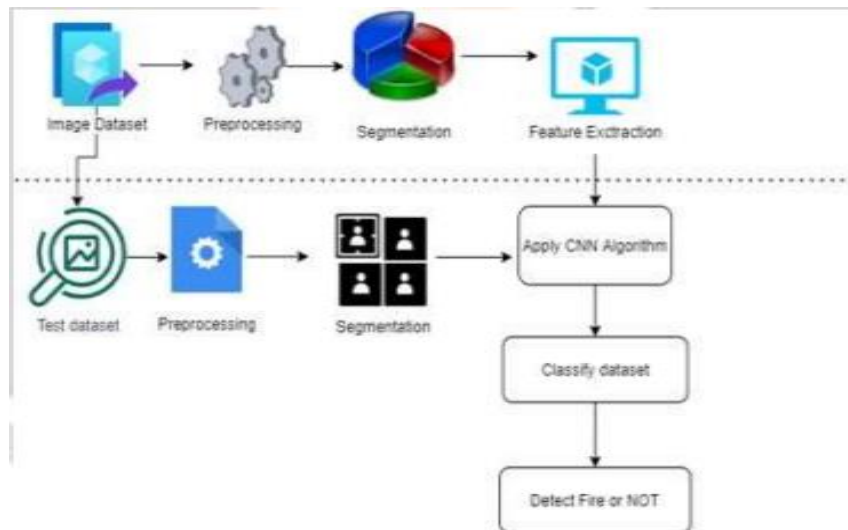 Image Dataset
Preprocessing
Segmentation
Feature Exctraction
Test dataset
Preprocessing
Segmentation
Apply CNN Algorithm
Classify dataset
Detect Fire or NOT